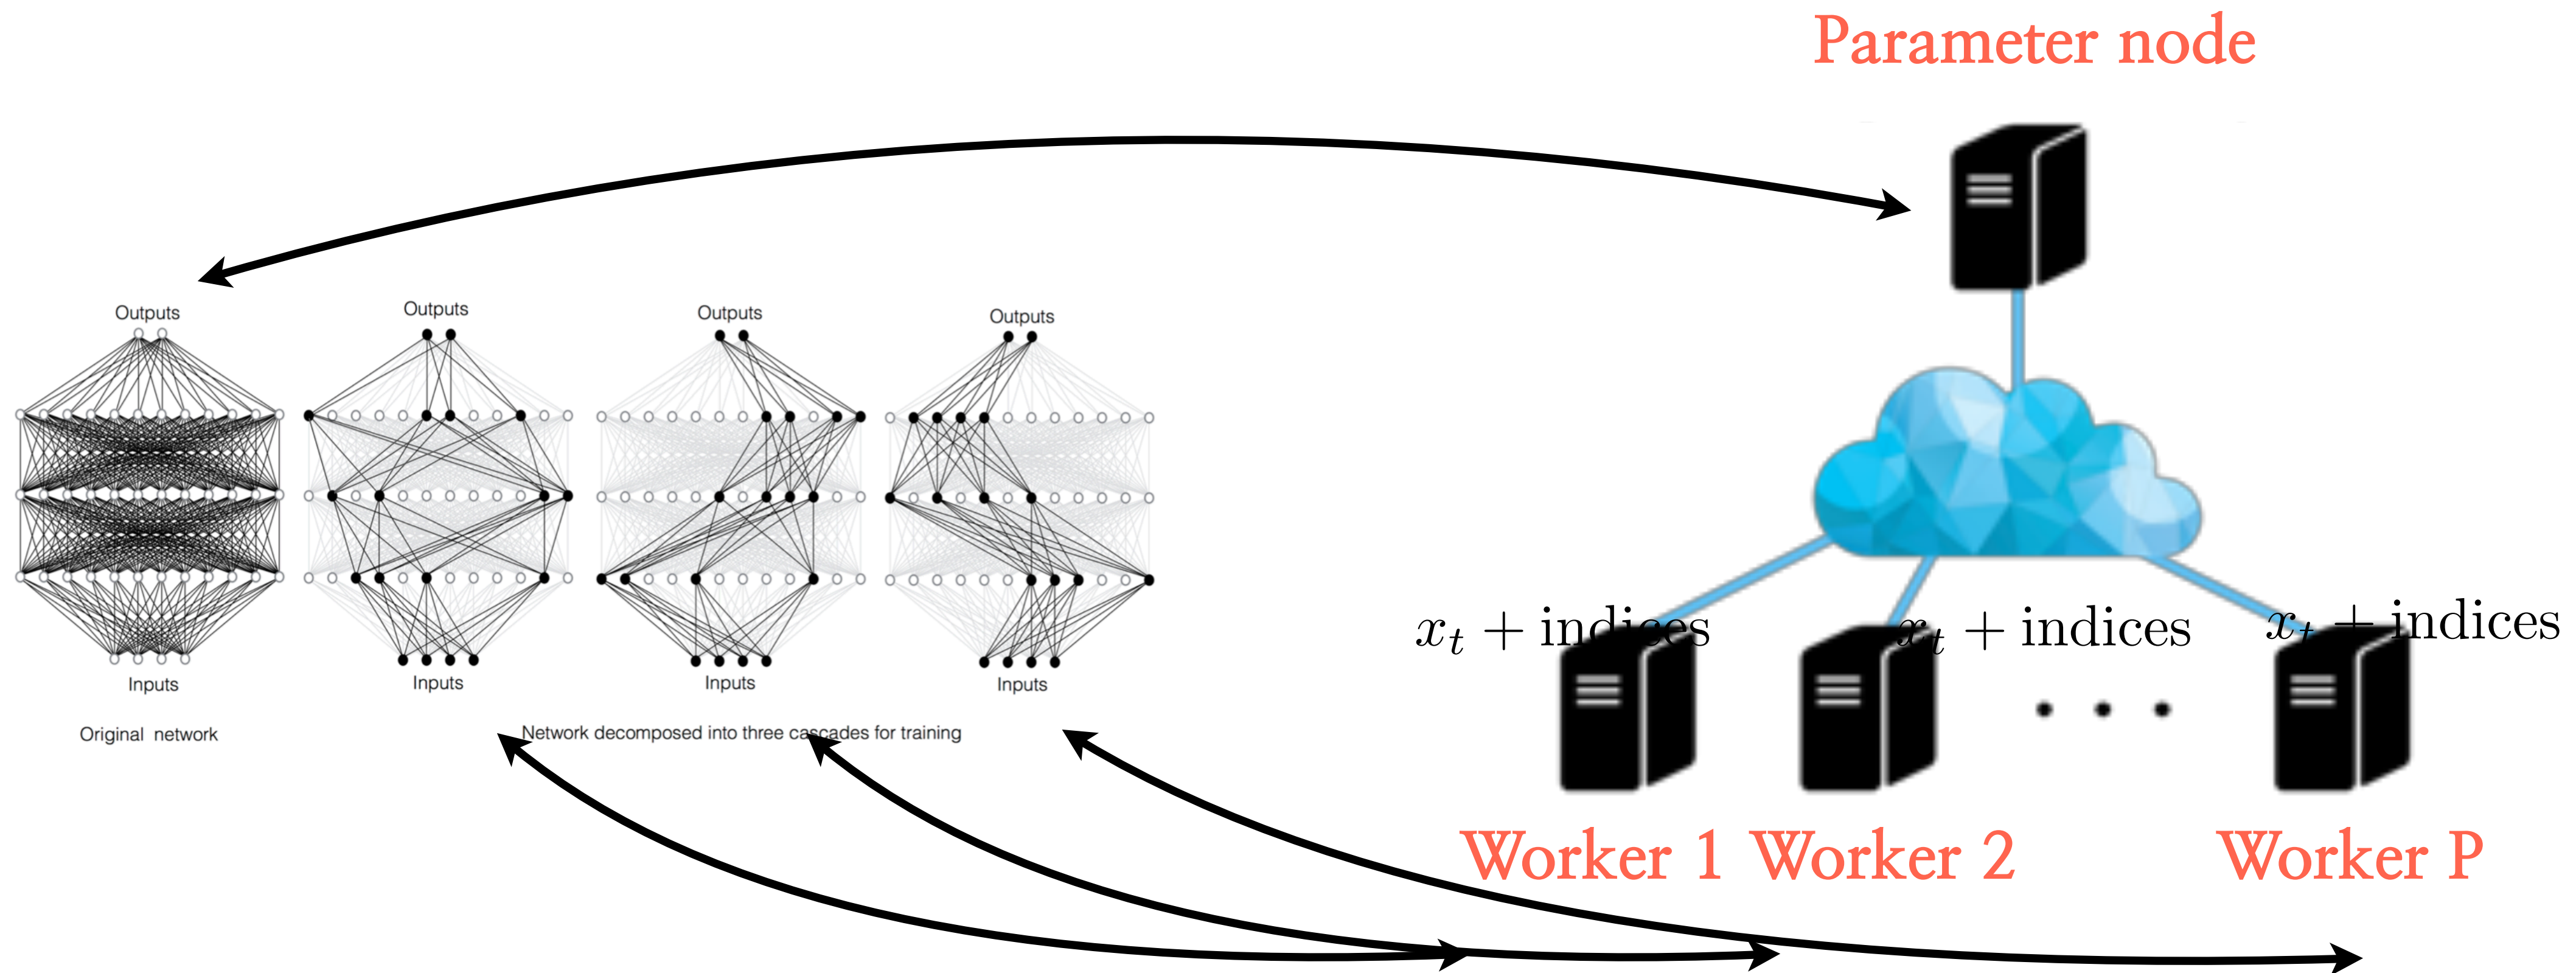 Parameter node
Outputs
Outputs
Outputs
Outputs
x_t + indices
x_t + indices
x_t + indices
Inputs
Inputs
Inputs
Inputs
Original network
Network decomposed into three cascades for training
Worker 1
Worker 2
Worker P